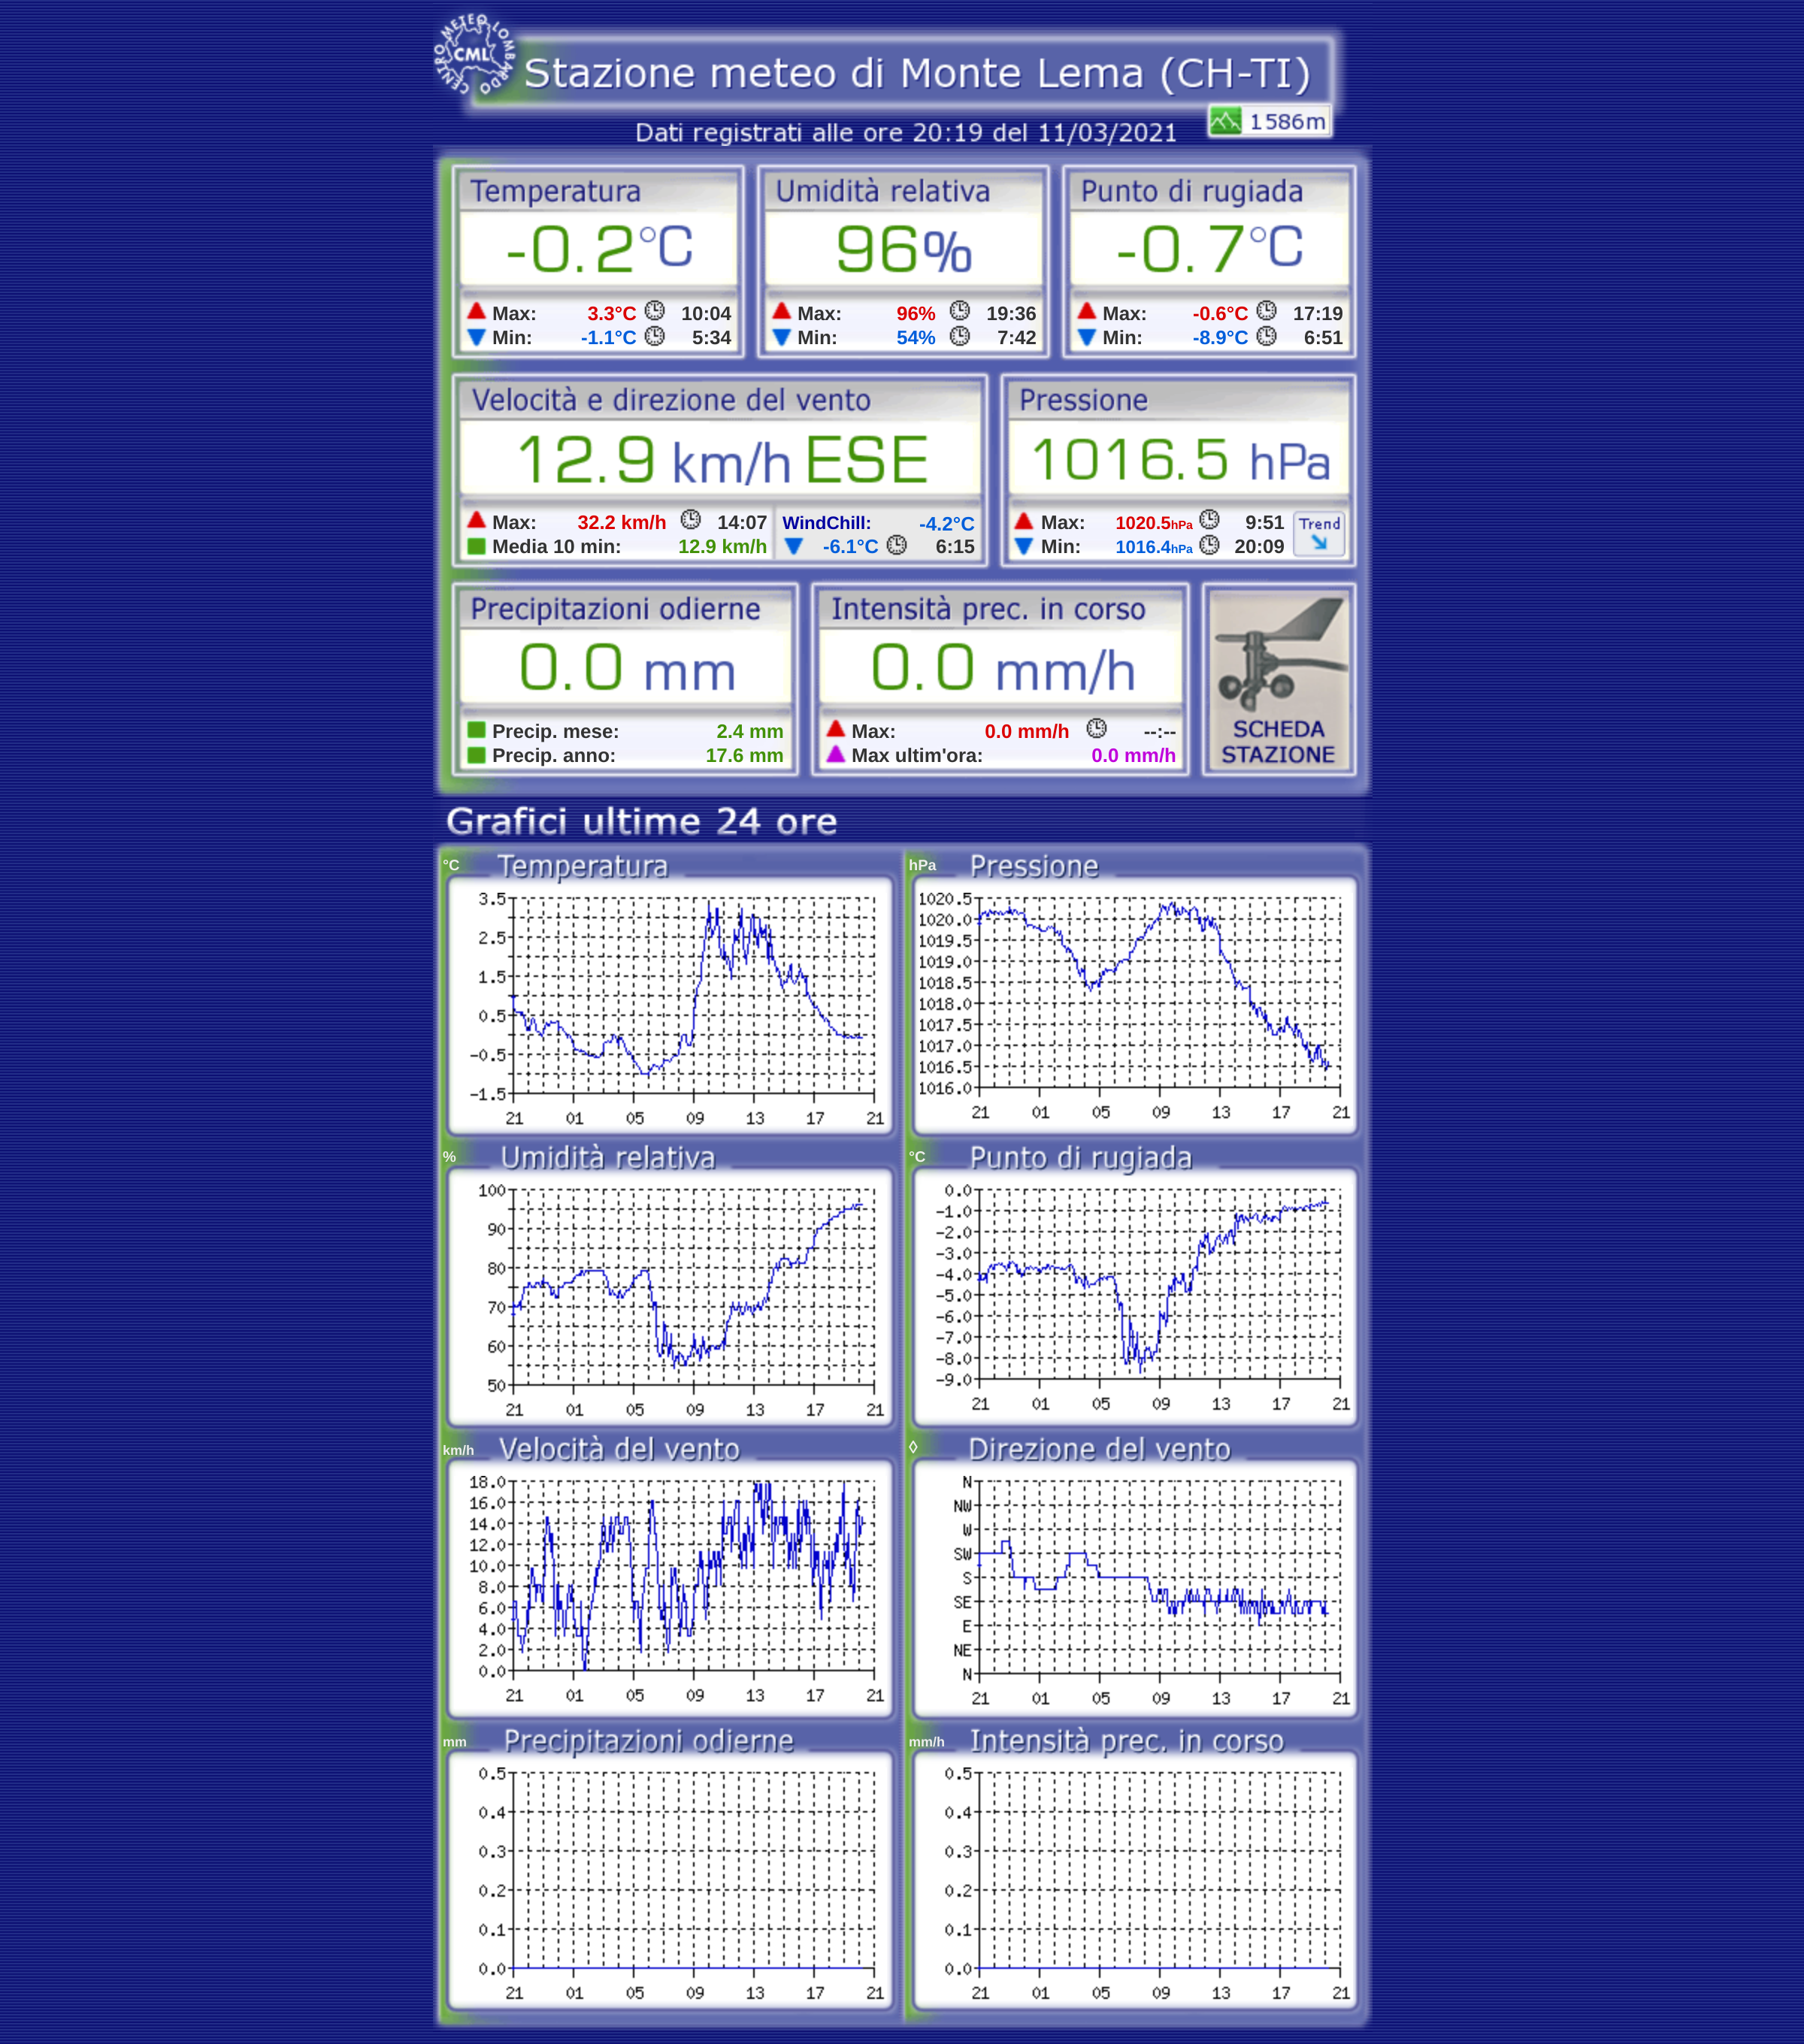 CENTRO METEO LOMBARDO
CML
Stazione meteo di Monte Lema (CH-TI)
1586m
Dati registrati alle ore 20:19 del 11/03/2021
Temperatura Umidità relativa Punto di rugiada
-0.2°C 96% -0.7°C
Max: 3.3°C 10:04 Max: 96% 19:36 Max: -0.6°C 17:19
Min: -1.1°C 5:34 Min: 54% 7:42 Min: -8.9°C 6:51
Velocità e direzione del vento Pressione
12.9 km/h ESE 1016.5 hPa
Max: 32.2 km/h 14:07 WindChill: -4.2°C Max: 1020.5hPa 9:51 Trend
Media 10 min: 12.9 km/h -6.1°C 6:15 Min: 1016.4hPa 20:09
Precipitazioni odierne Intensità prec. in corso
0.0 mm 0.0 mm/h
Precip. mese: 2.4 mm Max: 0.0 mm/h --:-- SCHEDA
Precip. anno: 17.6 mm Max ultim'ora: 0.0 mm/h STAZIONE
Grafici ultime 24 ore
°C Temperatura
3.5
2.5
1.5
0.5
-0.5
-1.5
21 01 05 09 13 17 21
hPa Pressione
1020.5
1020.0
1019.5
1019.0
1018.5
1018.0
1017.5
1017.0
1016.5
1016.0
21 01 05 09 13 17 21
% Umidità relativa
100
90
80
70
60
50
21 01 05 09 13 17 21
°C Punto di rugiada
0.0
-1.0
-2.0
-3.0
-4.0
-5.0
-6.0
-7.0
-8.0
-9.0
21 01 05 09 13 17 21
km/h Velocità del vento
18.0
16.0
14.0
12.0
10.0
8.0
6.0
4.0
2.0
0.0
21 01 05 09 13 17 21
◊ Direzione del vento
N
NW
W
SW
S
SE
E
NE
N
21 01 05 09 13 17 21
mm Precipitazioni odierne
0.5
0.4
0.3
0.2
0.1
0.0
21 01 05 09 13 17 21
mm/h Intensità prec. in corso
0.5
0.4
0.3
0.2
0.1
0.0
21 01 05 09 13 17 21